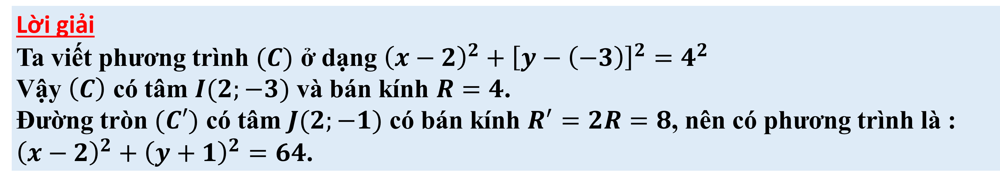 Lời giải
Ta viết phương trình (C) ở dạng (x − 2)² + [y − (−3)]² = 4²
Vậy (C) có tâm I(2; −3) và bán kính R = 4.
Đường tròn (C′) có tâm J(2; −1) có bán kính R′ = 2R = 8, nên có phương trình là :
(x − 2)² + (y + 1)² = 64.